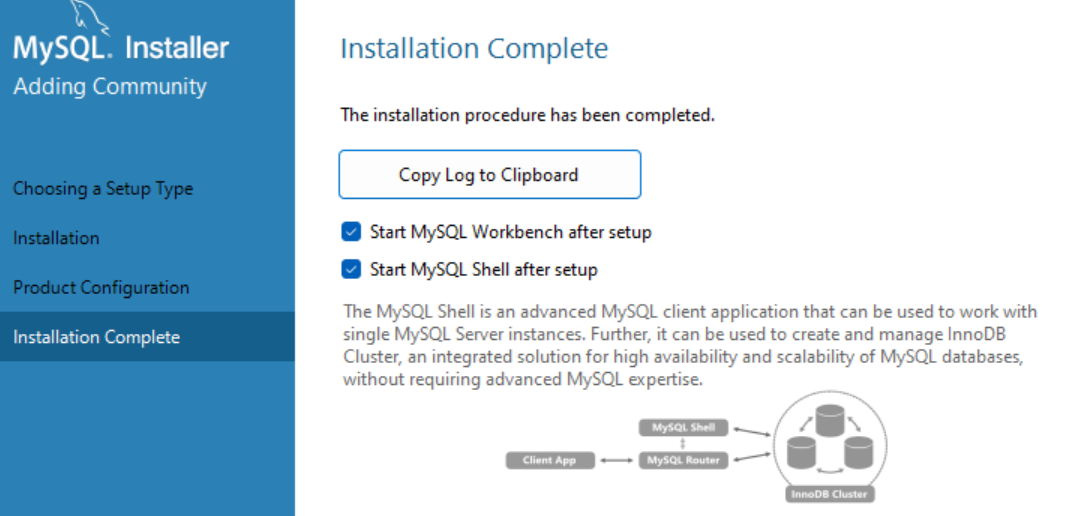 MySQL. Installer
Adding Community
Choosing a Setup Type
Installation
Product Configuration
Installation Complete
Installation Complete
The installation procedure has been completed.
Copy Log to Clipboard
Start MySQL Workbench after setup
Start MySQL Shell after setup
The MySQL Shell is an advanced MySQL client application that can be used to work with
single MySQL Server instances. Further, it can be used to create and manage InnoDB
Cluster, an integrated solution for high availability and scalability of MySQL databases,
without requiring advanced MySQL expertise.
MySQL Shell
Client App
MySQL Router
InnoDB Cluster